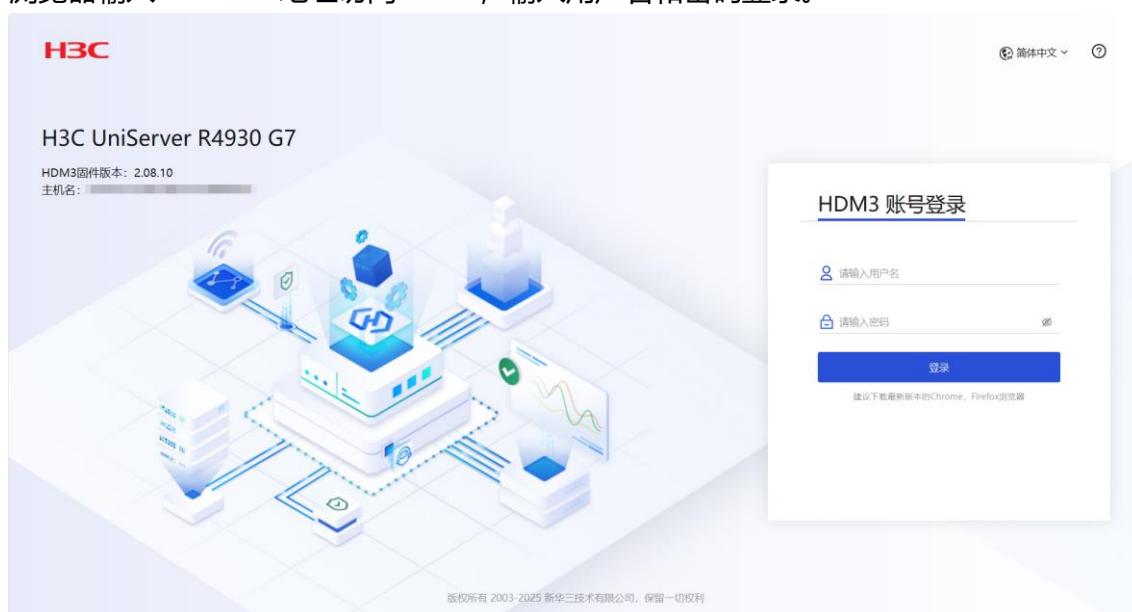 H3C
简体中文
H3C UniServer R4930 G7
HDM3固件版本：2.08.10
主机名：
HDM3 账号登录
请输入用户名
请输入密码
登录
建议下载最新版本的Chrome，Firefox浏览器
版权所有 2003-2025 新华三技术有限公司，保留一切权利